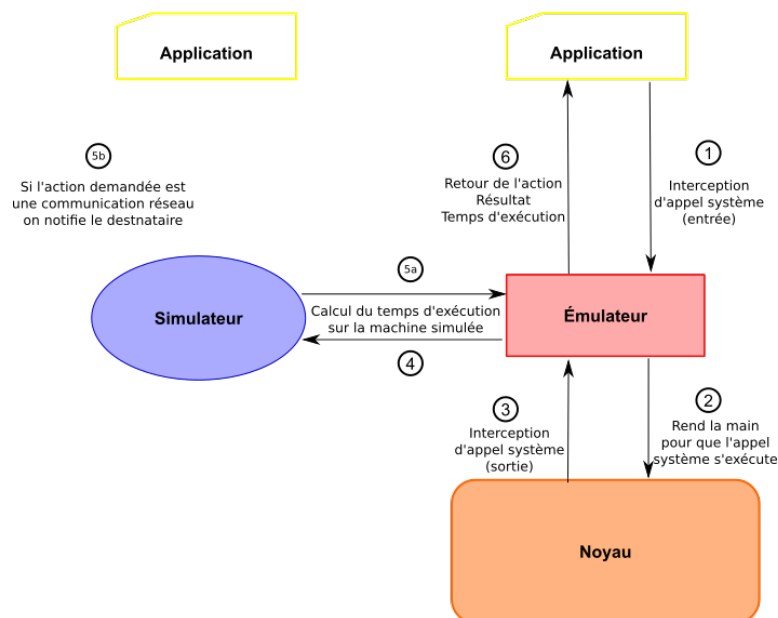 Application
Application
5b
Si l'action demandée est
une communication réseau
on notifie le destnataire
6
Retour de l'action
Résultat
Temps d'exécution
1
Interception
d'appel système
(entrée)
5a
Simulateur
Calcul du temps d'exécution
sur la machine simulée
Émulateur
4
3
Interception
d'appel système
(sortie)
2
Rend la main
pour que l'appel
système s'exécute
Noyau